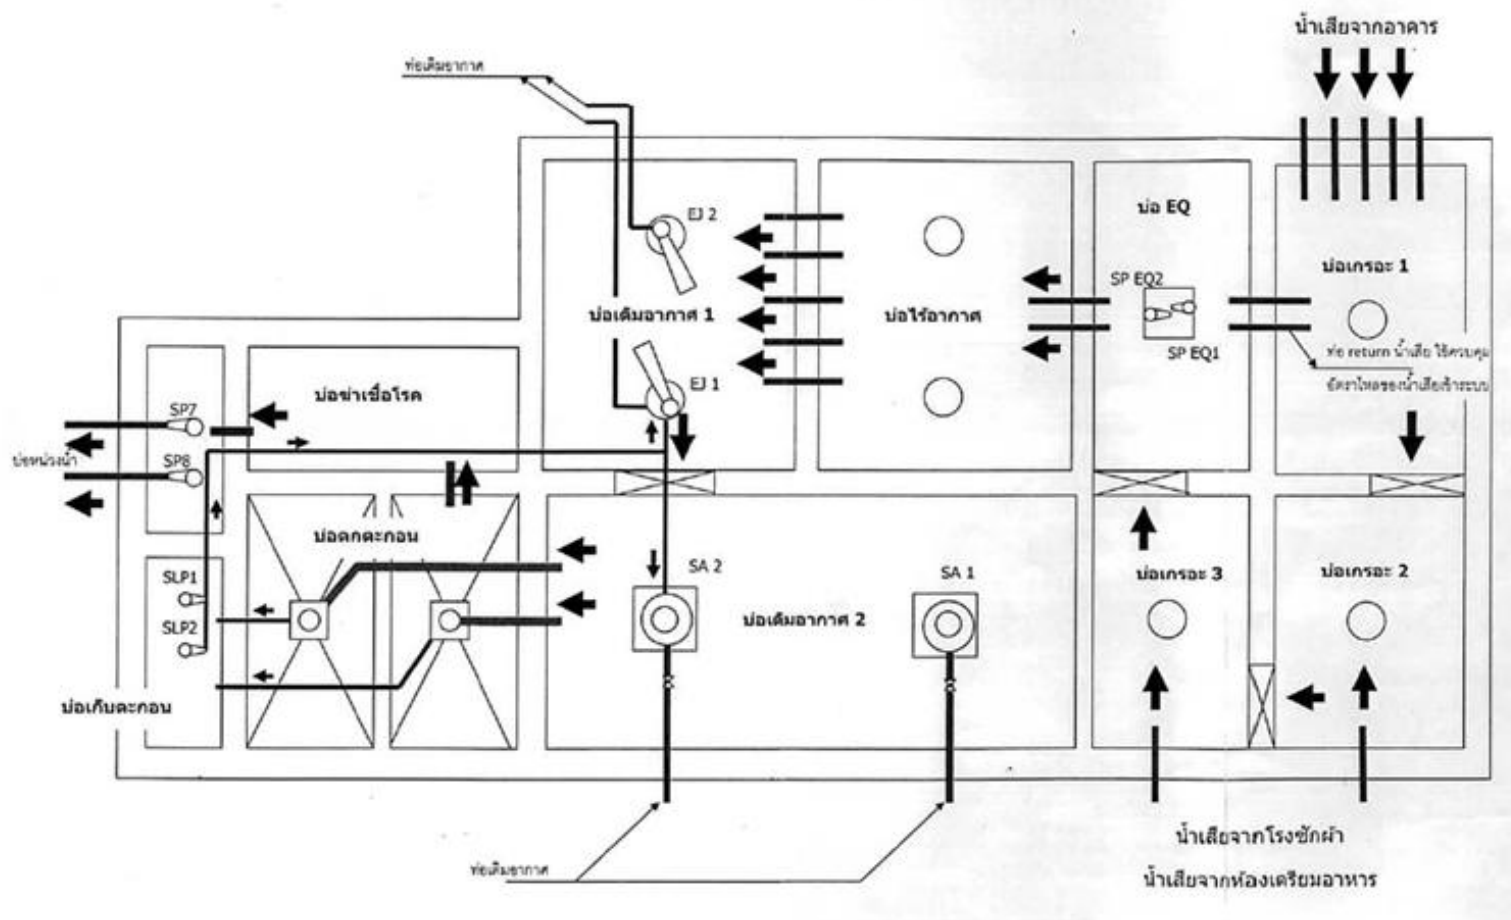 น้ำเสียจากอาคาร
ท่อเติมอากาศ
บ่อ EQ
EJ 2
บ่อเกรอะ 1
SP EQ2
บ่อเติมอากาศ 1
บ่อไร้อากาศ
SP EQ1
ท่อ return น้ำเสีย ใช้ควบคุม
อัตราไหลของน้ำเสียเข้าระบบ
EJ 1
บ่อฆ่าเชื้อโรค
SP7
บ่อหน่วงน้ำ
SP8
บ่อตกตะกอน
SLP1
SA 2
SA 1
บ่อเกรอะ 3
บ่อเกรอะ 2
SLP2
บ่อเติมอากาศ 2
บ่อเก็บตะกอน
น้ำเสียจากโรงซักผ้า
ท่อเติมอากาศ
น้ำเสียจากห้องเตรียมอาหาร